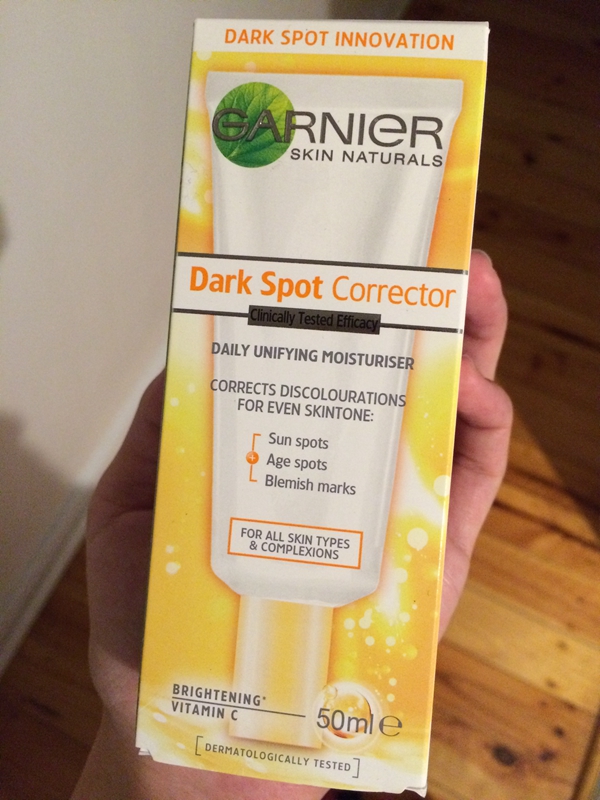 DARK SPOT INNOVATION
GARNIER
SKIN NATURALS
Dark Spot Corrector
Clinically Tested Efficacy
DAILY UNIFYING MOISTURISER
CORRECTS DISCOLOURATIONS
FOR EVEN SKINTONE:
Sun spots
Age spots
Blemish marks
FOR ALL SKIN TYPES
& COMPLEXIONS
BRIGHTENING*
VITAMIN C
50ml ℮
[DERMATOLOGICALLY TESTED]